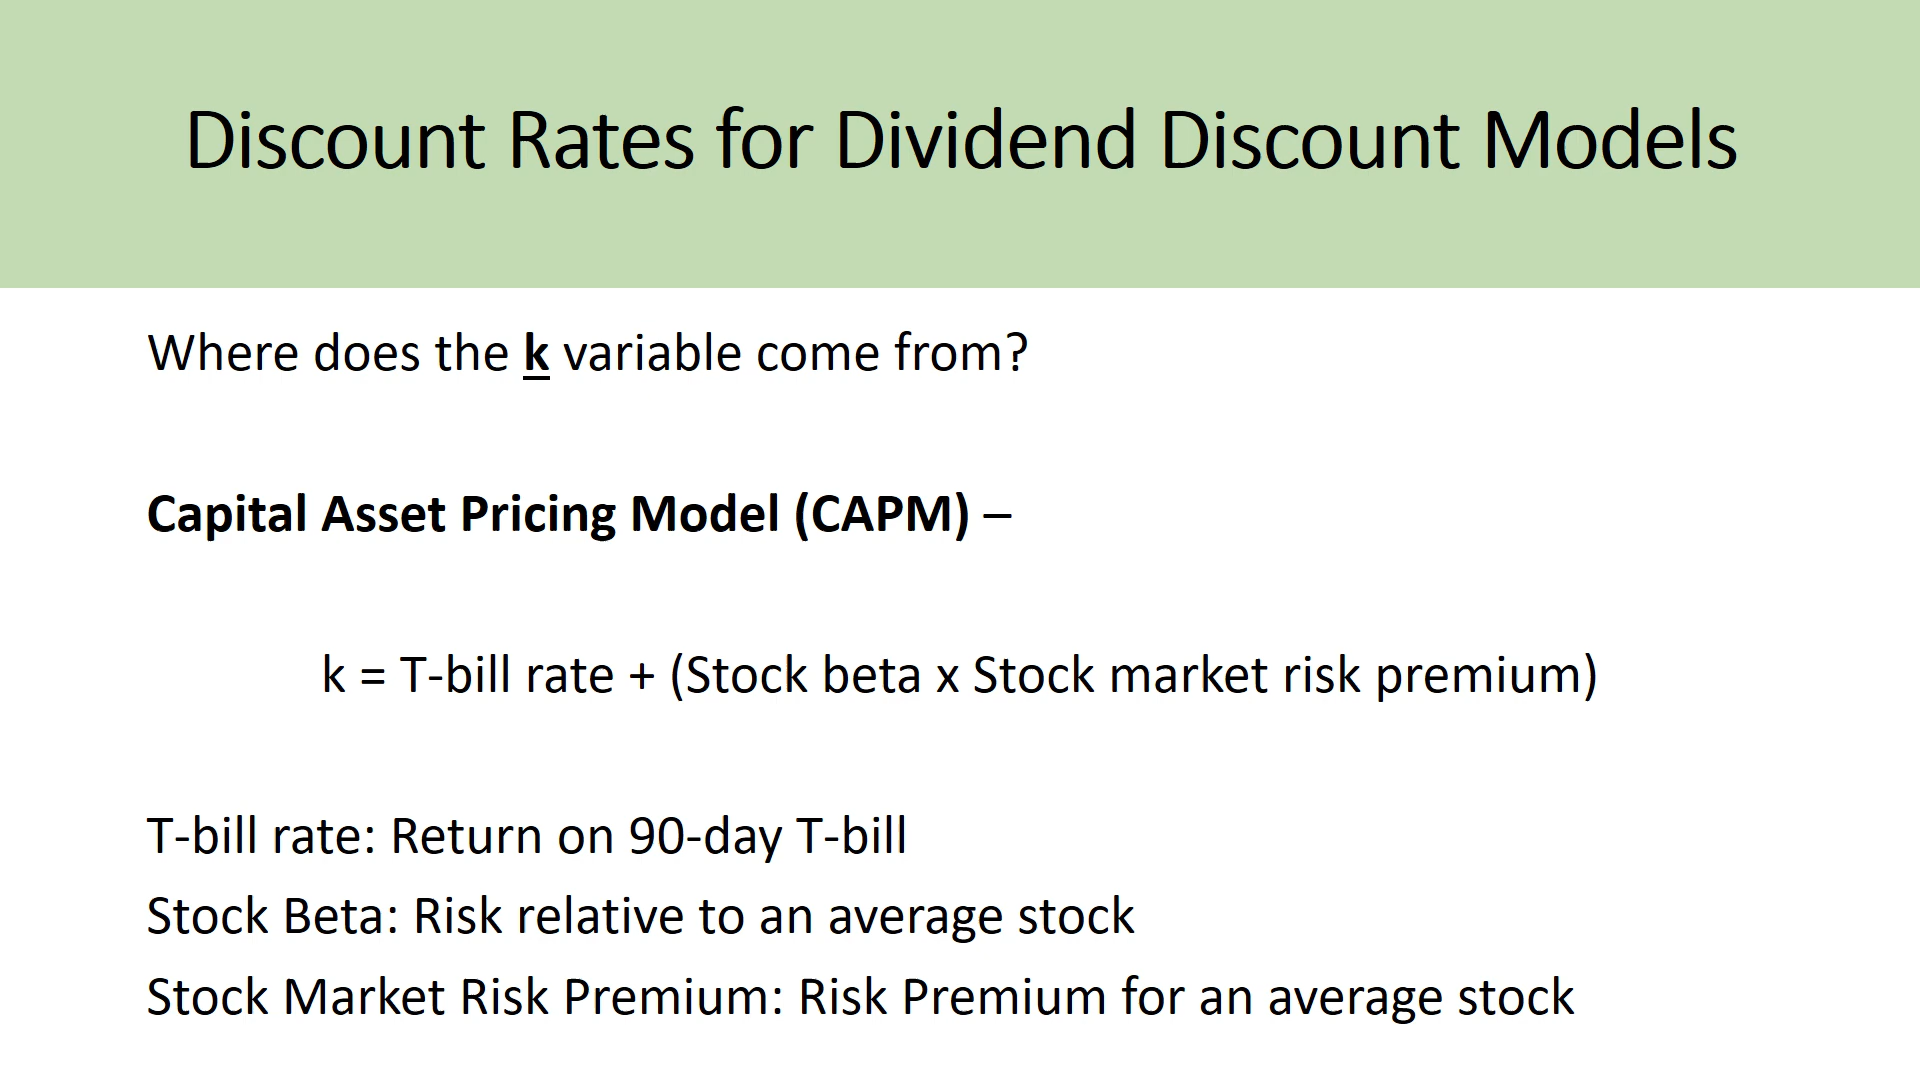 Discount Rates for Dividend Discount Models
Where does the k variable come from?
Capital Asset Pricing Model (CAPM) –
k = T-bill rate + (Stock beta x Stock market risk premium)
T-bill rate: Return on 90-day T-bill
Stock Beta: Risk relative to an average stock
Stock Market Risk Premium: Risk Premium for an average stock